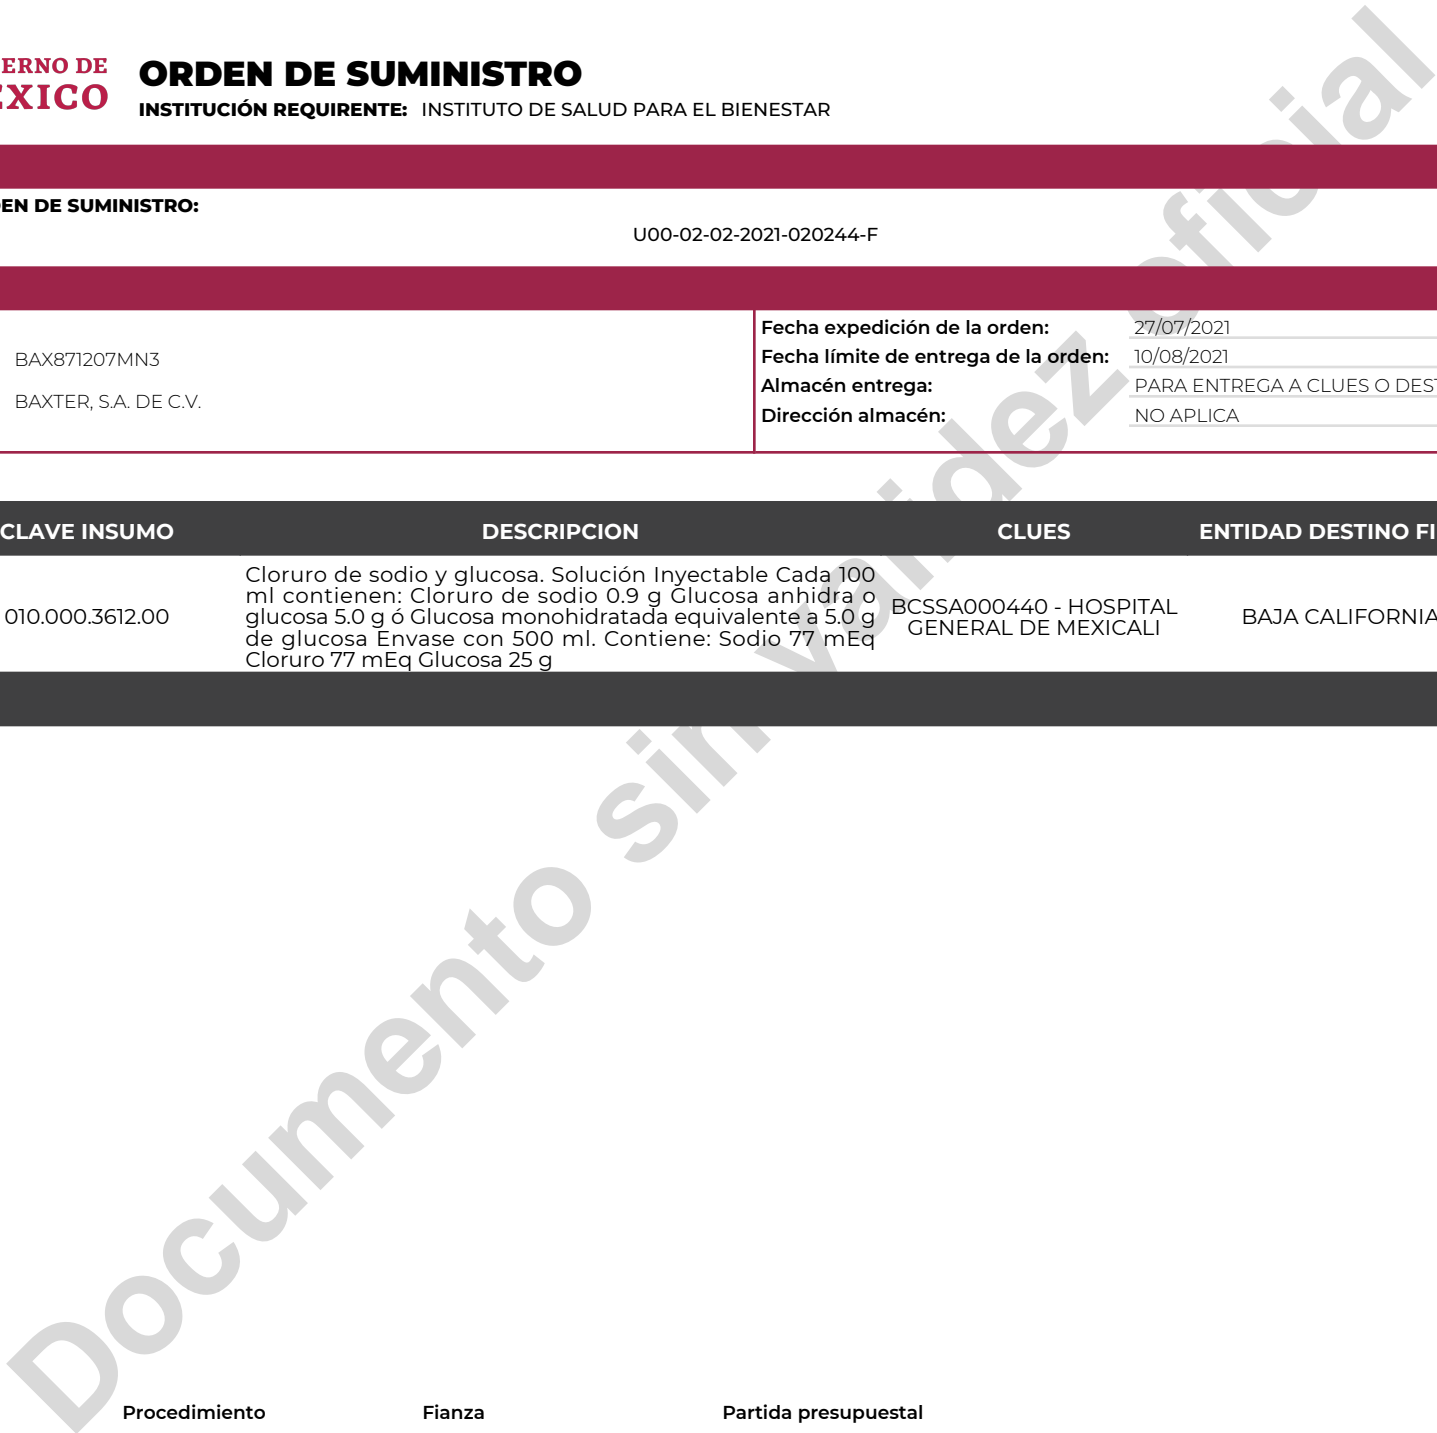 ERNO DE
ORDEN DE SUMINISTRO
EXICO
INSTITUCIÓN REQUIRENTE: INSTITUTO DE SALUD PARA EL BIENESTAR
EN DE SUMINISTRO:
U00-02-02-2021-020244-F
BAX871207MN3
BAXTER, S.A. DE C.V.
Fecha expedición de la orden: 27/07/2021
Fecha límite de entrega de la orden: 10/08/2021
Almacén entrega: PARA ENTREGA A CLUES O DEST
Dirección almacén: NO APLICA
CLAVE INSUMO DESCRIPCION CLUES ENTIDAD DESTINO FI
010.000.3612.00
Cloruro de sodio y glucosa. Solución Inyectable Cada 100
ml contienen: Cloruro de sodio 0.9 g Glucosa anhidra o
glucosa 5.0 g ó Glucosa monohidratada equivalente a 5.0 g
de glucosa Envase con 500 ml. Contiene: Sodio 77 mEq
Cloruro 77 mEq Glucosa 25 g
BCSSA000440 - HOSPITAL
GENERAL DE MEXICALI
BAJA CALIFORNIA
Documento sin validez oficial
Procedimiento Fianza Partida presupuestal